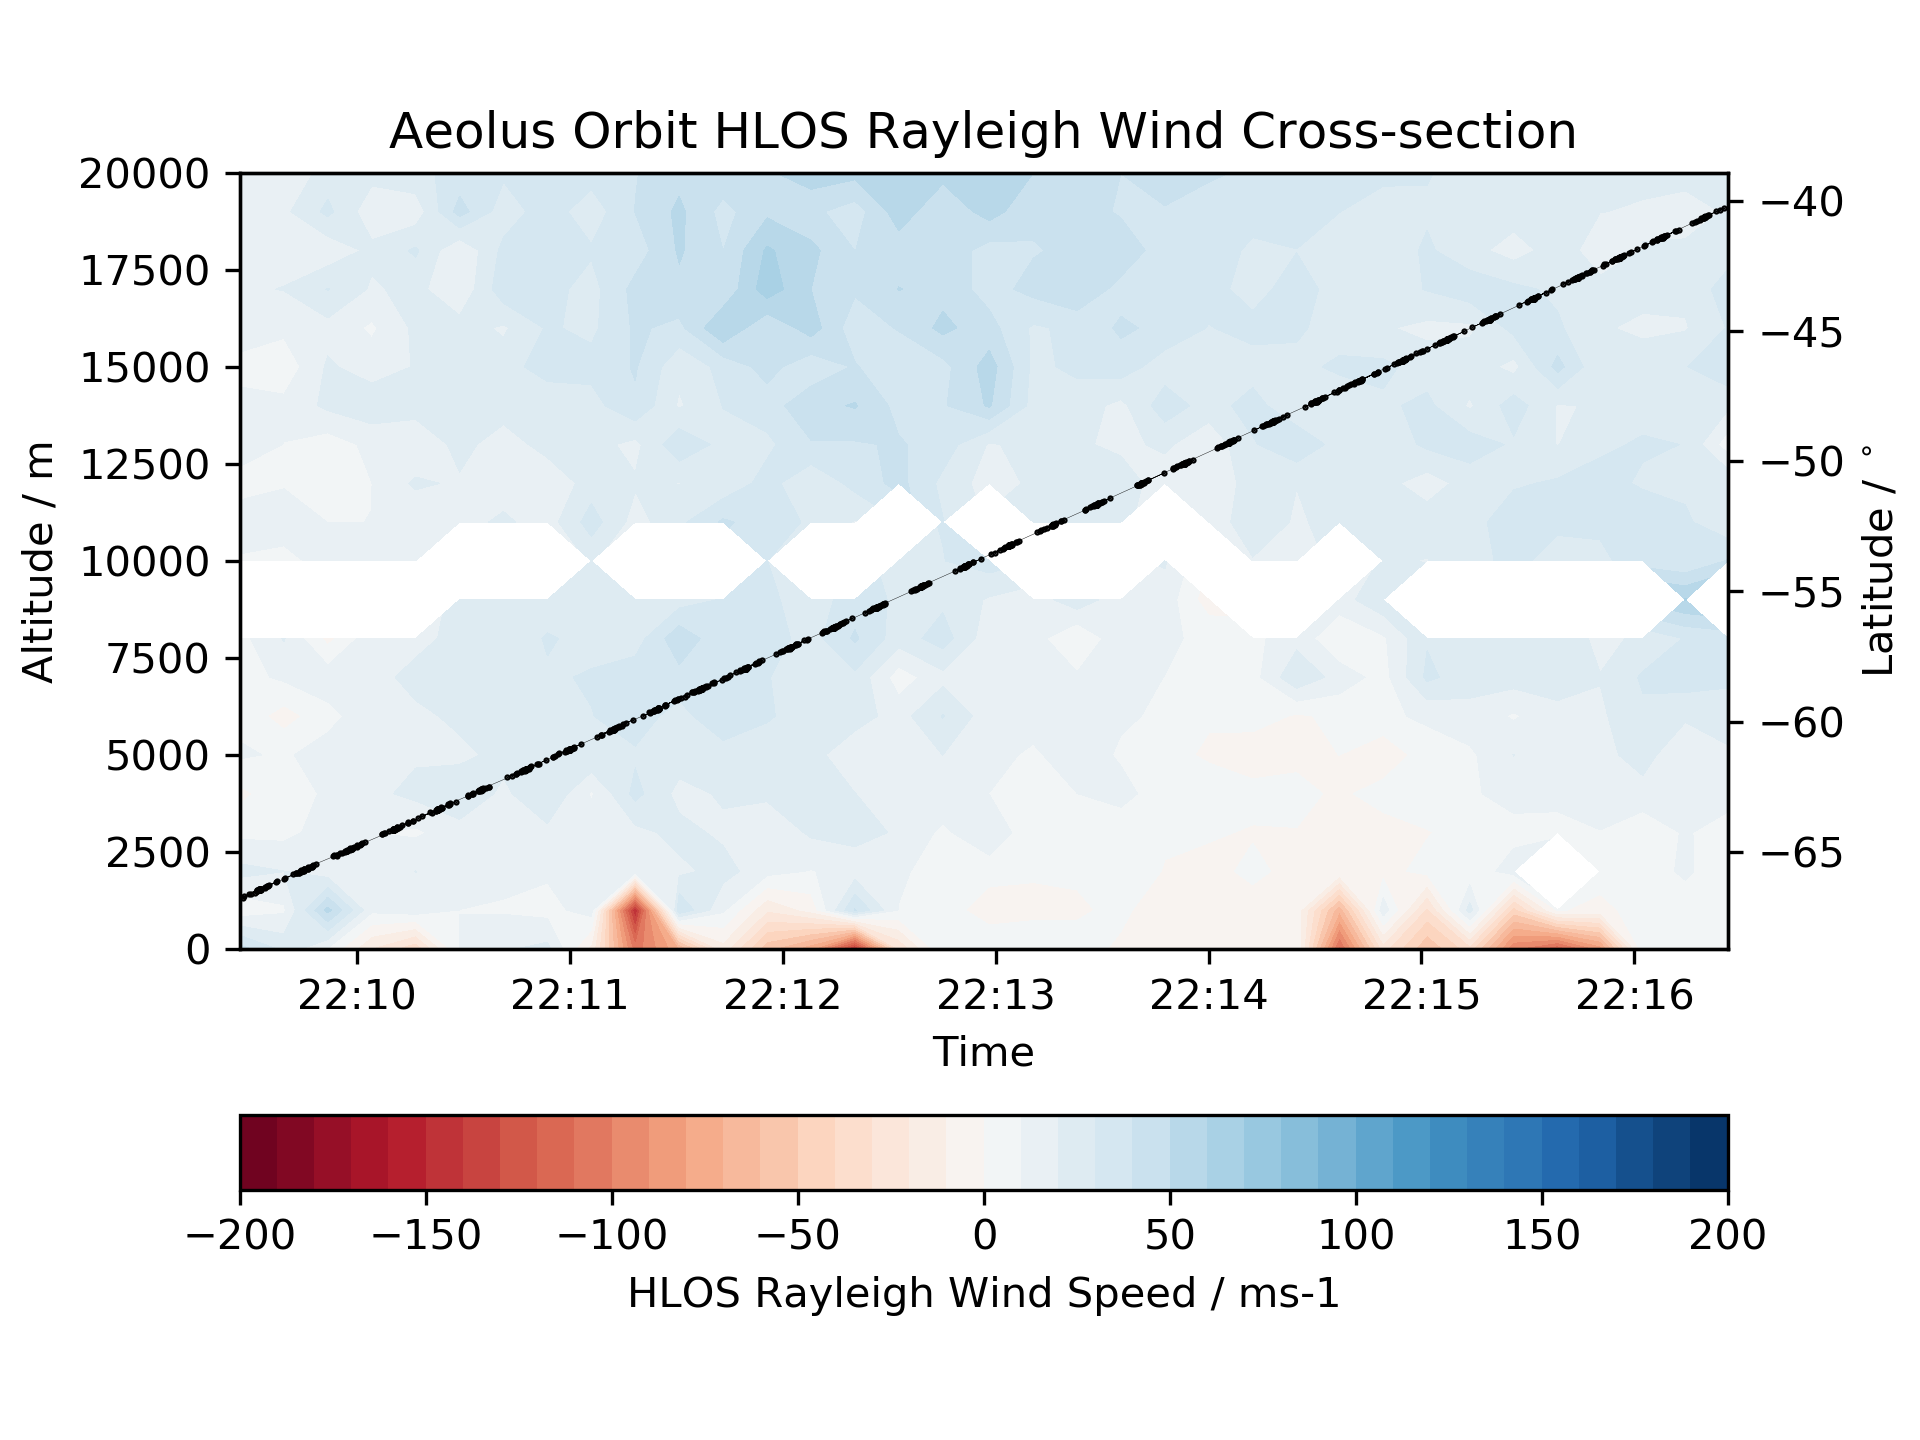 Aeolus Orbit HLOS Rayleigh Wind Cross-section
20000
17500
15000
12500
10000
7500
5000
2500
0
Altitude / m
−40
−45
−50
−55
−60
−65
Latitude / °
22:10 22:11 22:12 22:13 22:14 22:15 22:16
Time
−200 −150 −100 −50 0 50 100 150 200
HLOS Rayleigh Wind Speed / ms-1